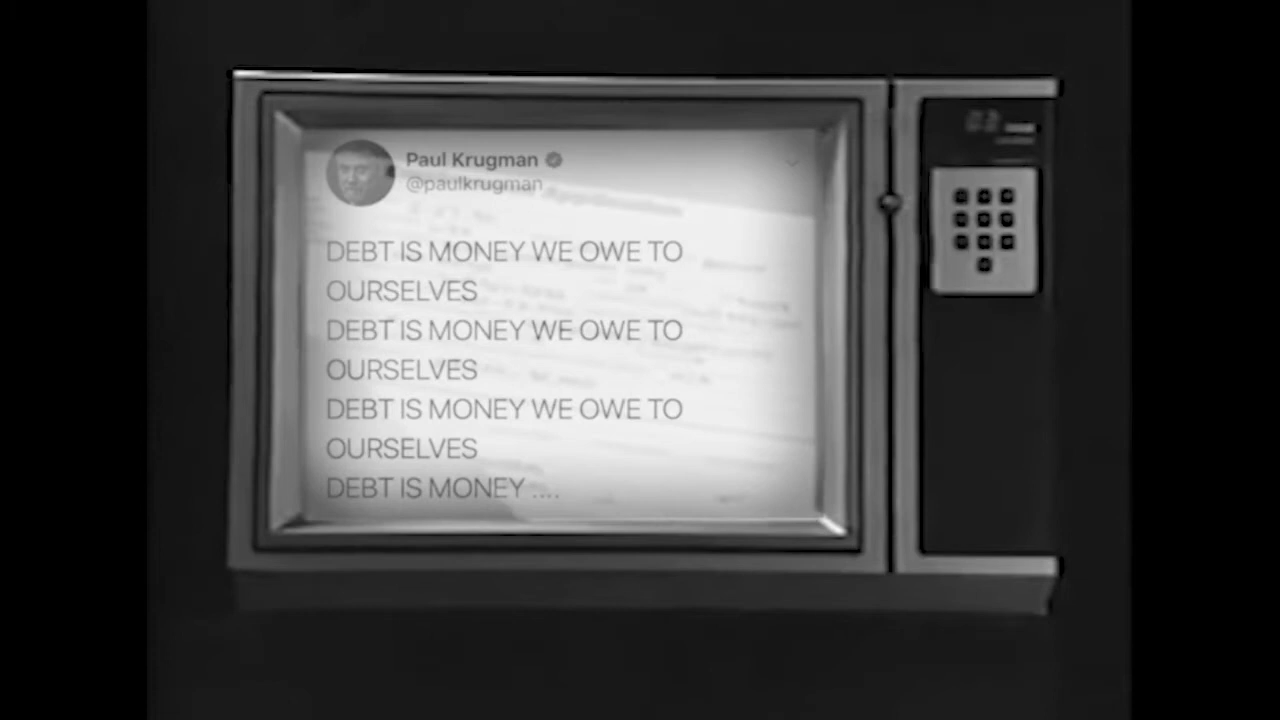 Paul Krugman
@paulkrugman
DEBT IS MONEY WE OWE TO
OURSELVES
DEBT IS MONEY WE OWE TO
OURSELVES
DEBT IS MONEY WE OWE TO
OURSELVES
DEBT IS MONEY ....